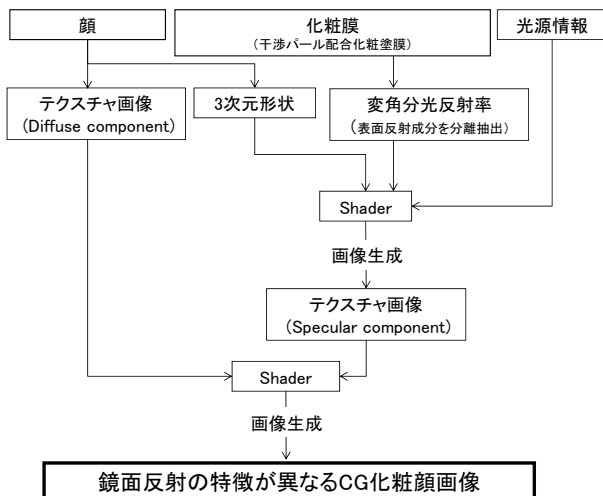 顔
化粧膜
(干渉パール配合化粧塗膜)
光源情報
テクスチャ画像
(Diffuse component)
3次元形状
変角分光反射率
(表面反射成分を分離抽出)
Shader
画像生成
テクスチャ画像
(Specular component)
Shader
画像生成
鏡面反射の特徴が異なるCG化粧顔画像